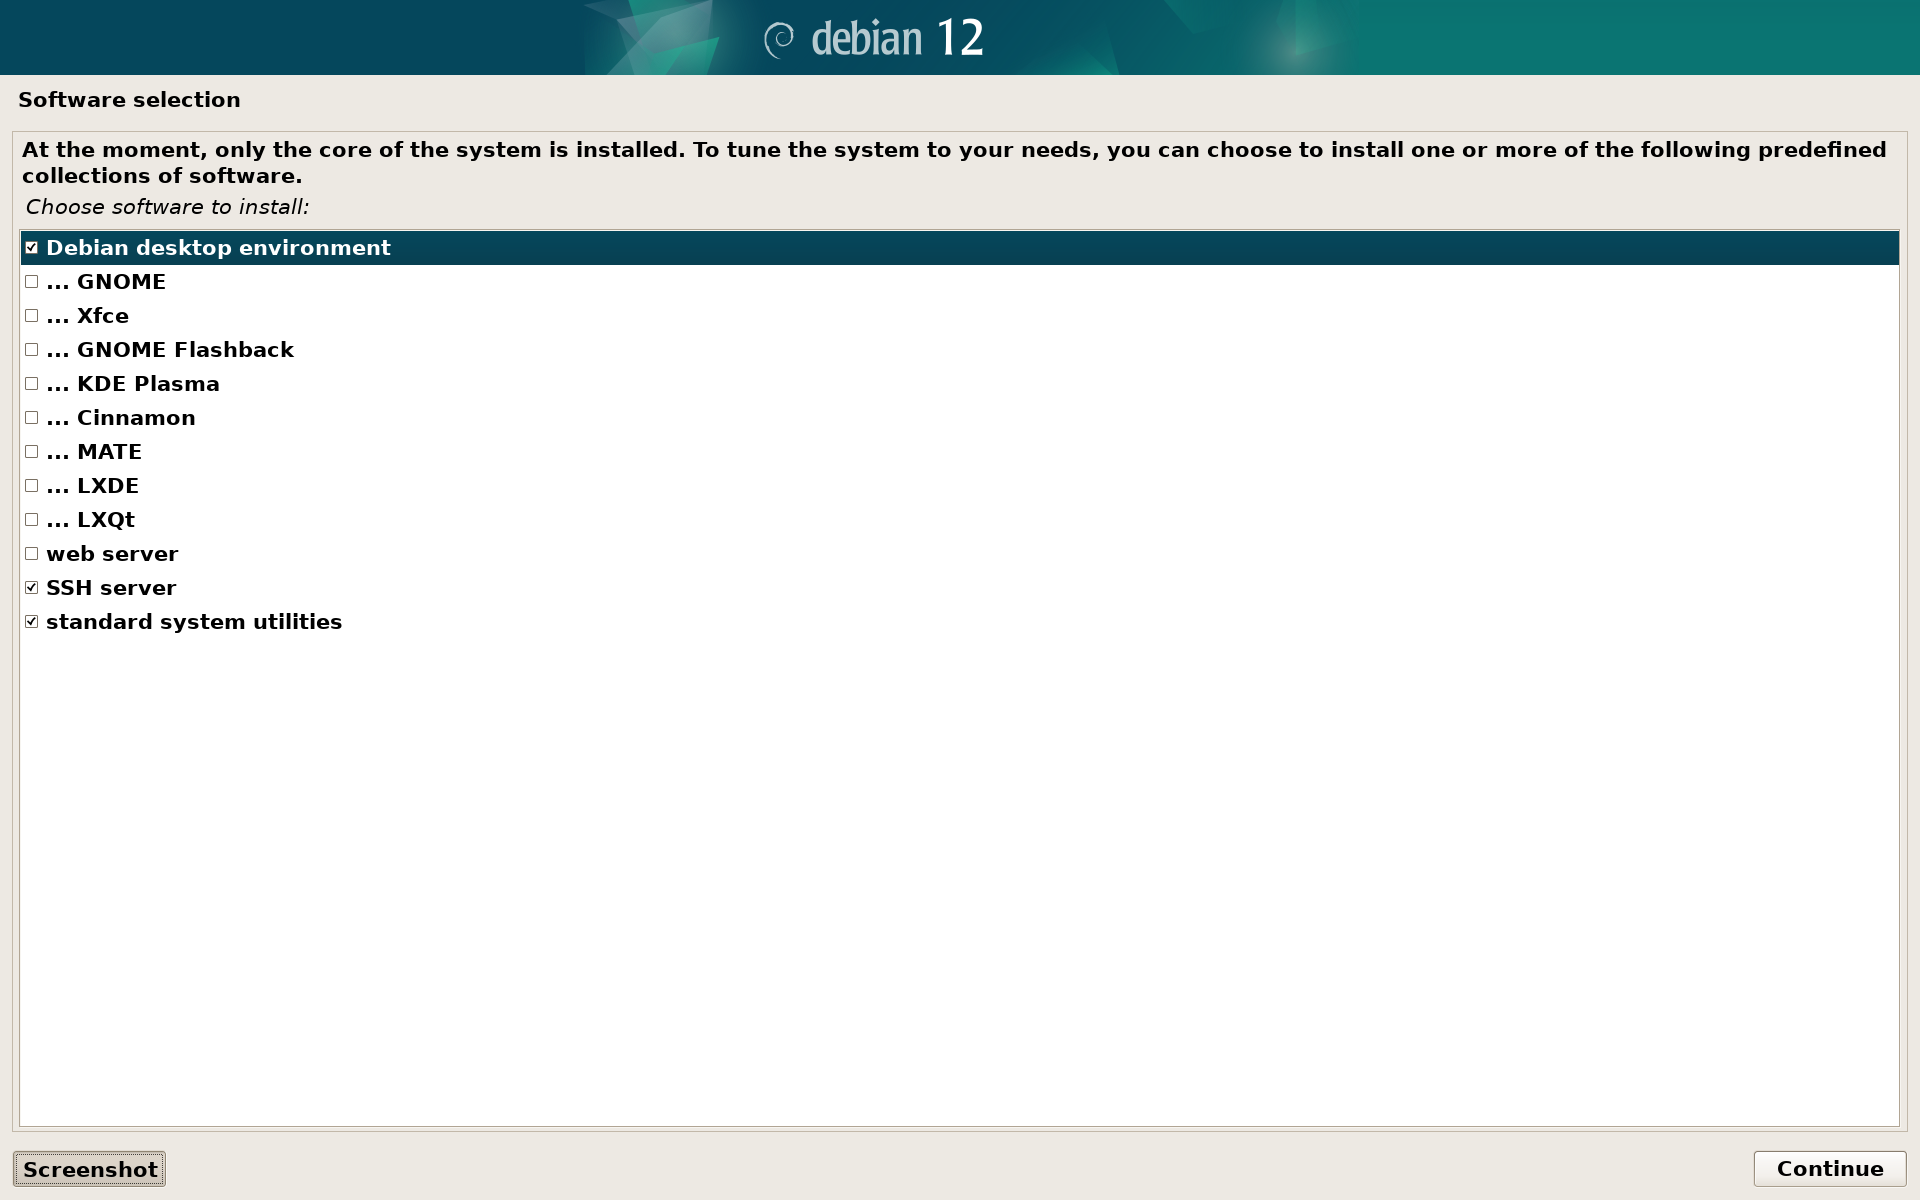 debian 12
Software selection
At the moment, only the core of the system is installed. To tune the system to your needs, you can choose to install one or more of the following predefined
collections of software.
Choose software to install:
Debian desktop environment
... GNOME
... Xfce
... GNOME Flashback
... KDE Plasma
... Cinnamon
... MATE
... LXDE
... LXQt
web server
SSH server
standard system utilities
Screenshot
Continue